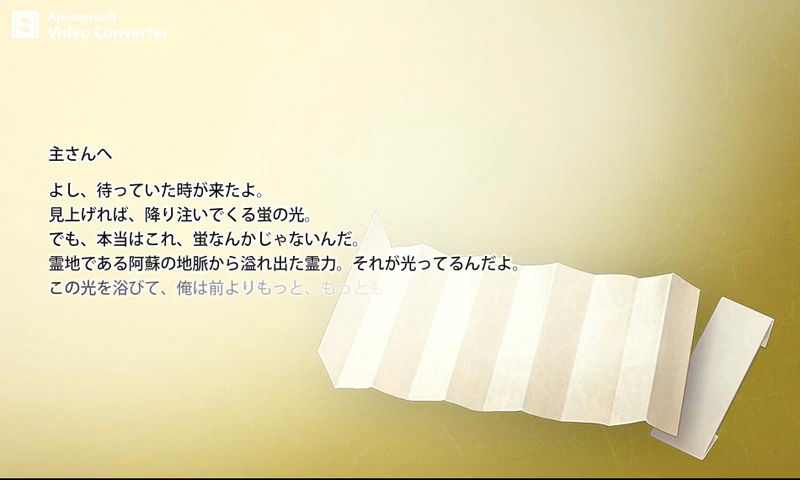 Apowersoft
Video Converter
主さんへ
よし、待っていた時が来たよ。
見上げれば、降り注いでくる蛍の光。
でも、本当はこれ、蛍なんかじゃないんだ。
霊地である阿蘇の地脈から溢れ出た霊力。それが光ってるんだよ。
この光を浴びて、俺は前よりもっと、もっともっ